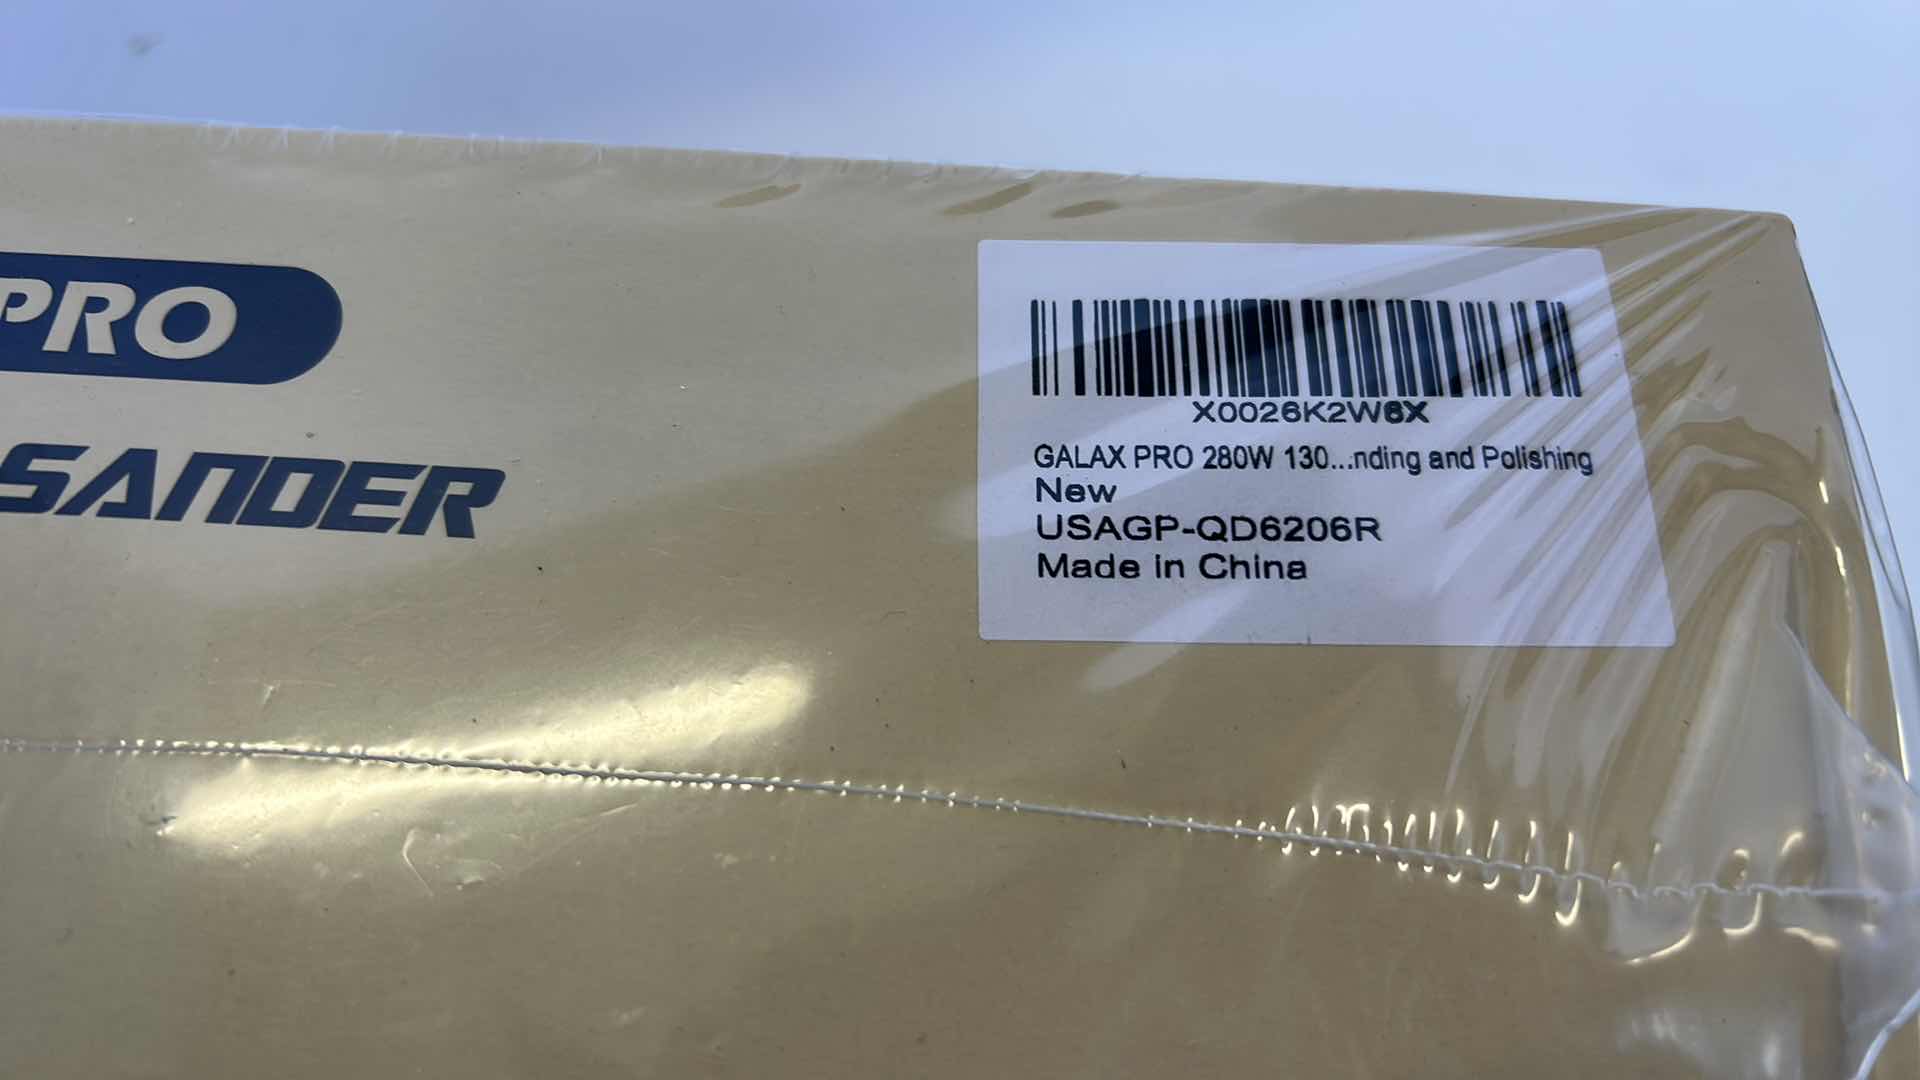 PRO
SANDER
X0026K2W6X
GALAX PRO 280W 130...nding and Polishing
New
USAGP-QD6206R
Made in China